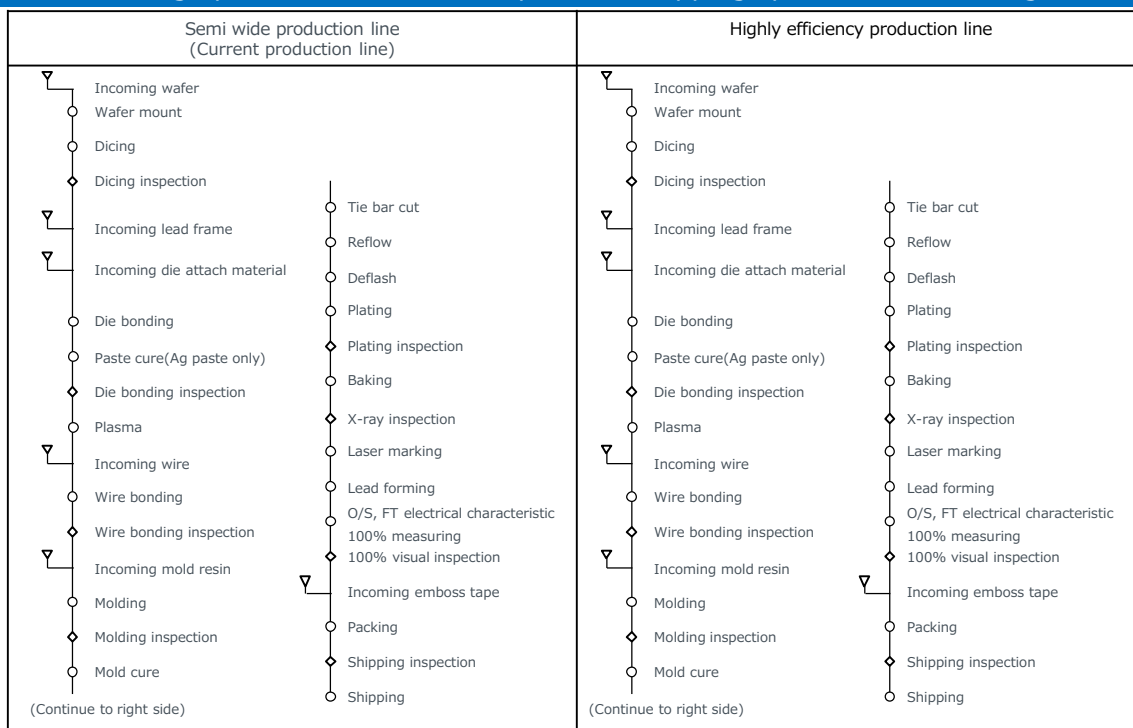 Semi wide production line
(Current production line)
Incoming wafer
Wafer mount
Dicing
Dicing inspection
Incoming lead frame
Incoming die attach material
Die bonding
Paste cure(Ag paste only)
Die bonding inspection
Plasma
Incoming wire
Wire bonding
Wire bonding inspection
Incoming mold resin
Molding
Molding inspection
Mold cure
(Continue to right side)
Tie bar cut
Reflow
Deflash
Plating
Plating inspection
Baking
X-ray inspection
Laser marking
Lead forming
O/S, FT electrical characteristic
100% measuring
100% visual inspection
Incoming emboss tape
Packing
Shipping inspection
Shipping
Highly efficiency production line
Incoming wafer
Wafer mount
Dicing
Dicing inspection
Incoming lead frame
Incoming die attach material
Die bonding
Paste cure(Ag paste only)
Die bonding inspection
Plasma
Incoming wire
Wire bonding
Wire bonding inspection
Incoming mold resin
Molding
Molding inspection
Mold cure
(Continue to right side)
Tie bar cut
Reflow
Deflash
Plating
Plating inspection
Baking
X-ray inspection
Laser marking
Lead forming
O/S, FT electrical characteristic
100% measuring
100% visual inspection
Incoming emboss tape
Packing
Shipping inspection
Shipping